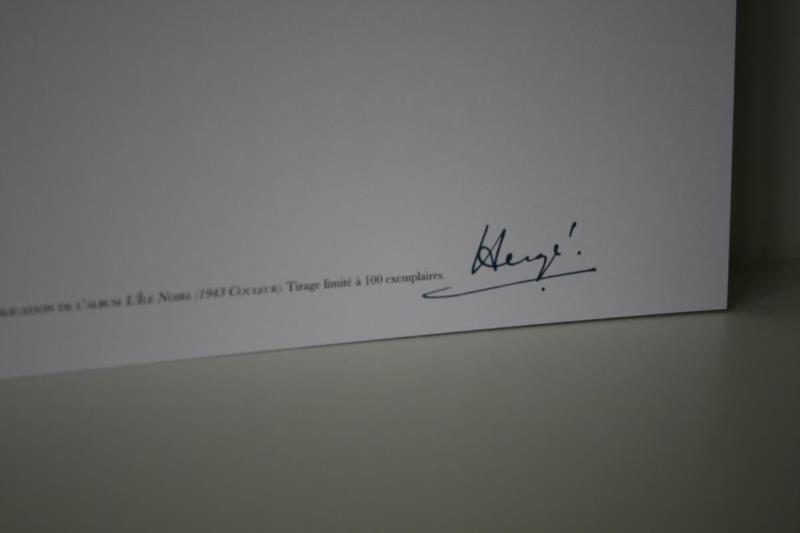 DE L'ALBUM L'ÎLE NOIRE (1943 COULEUR). Tirage limité à 100 exemplaires.
Hergé.